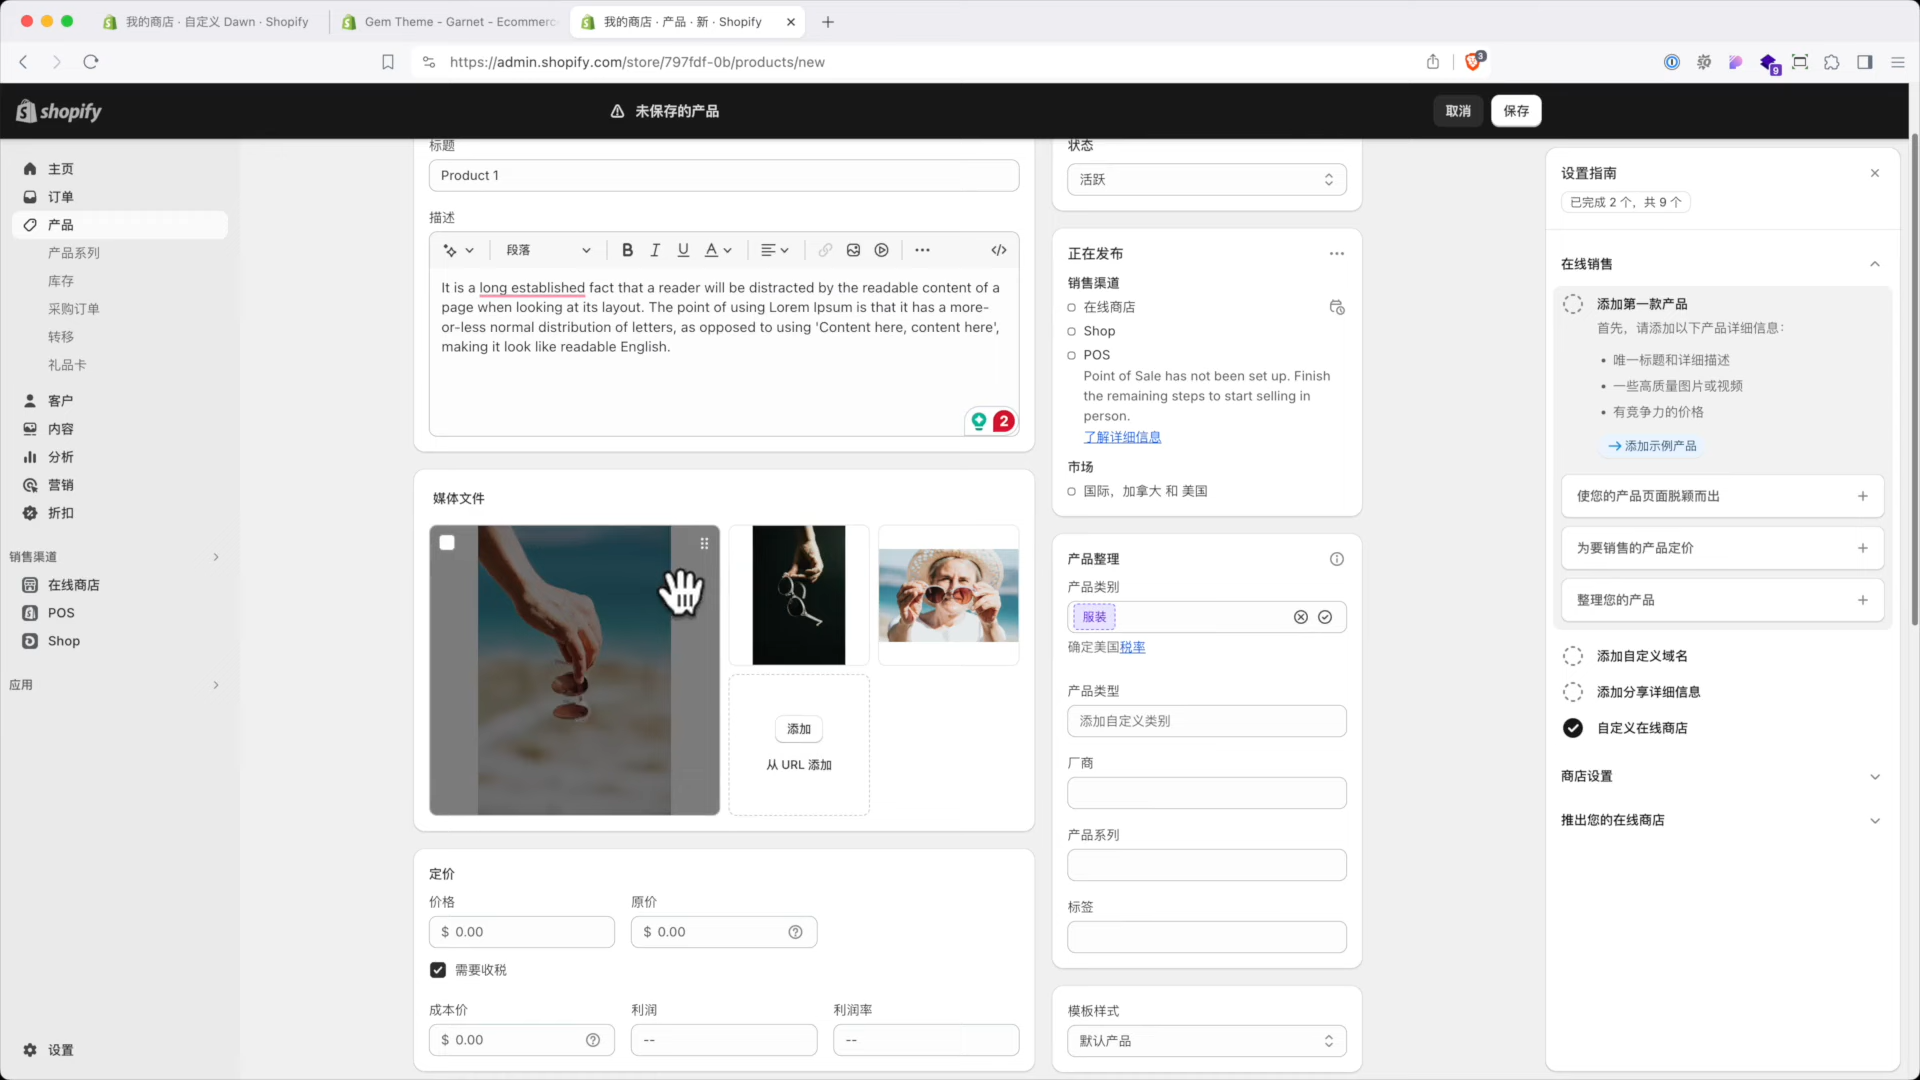 我的商店 · 自定义 Dawn · Shopify
Gem Theme - Garnet - Ecommerc
我的商店 · 产品 · 新 · Shopify
https://admin.shopify.com/store/797fdf-0b/products/new
3
9
shopify
未保存的产品
取消
保存
主页
订单
产品
产品系列
库存
采购订单
转移
礼品卡
客户
内容
分析
营销
折扣
销售渠道
在线商店
POS
Shop
应用
设置
标题
Product 1
描述
段落
B I U A
It is a long established fact that a reader will be distracted by the readable content of a
page when looking at its layout. The point of using Lorem Ipsum is that it has a more-
or-less normal distribution of letters, as opposed to using 'Content here, content here',
making it look like readable English.
2
媒体文件
添加
从 URL 添加
定价
价格
原价
$ 0.00
$ 0.00
需要收税
成本价
利润
利润率
$ 0.00
--
--
状态
活跃
正在发布
销售渠道
在线商店
Shop
POS
Point of Sale has not been set up. Finish
the remaining steps to start selling in
person.
了解详细信息
市场
国际，加拿大 和 美国
产品整理
产品类别
服装
确定美国税率
产品类型
添加自定义类别
厂商
产品系列
标签
模板样式
默认产品
设置指南
已完成 2 个，共 9 个
在线销售
添加第一款产品
首先，请添加以下产品详细信息：
• 唯一标题和详细描述
• 一些高质量图片或视频
• 有竞争力的价格
添加示例产品
使您的产品页面脱颖而出
为要销售的产品定价
整理您的产品
添加自定义域名
添加分享详细信息
自定义在线商店
商店设置
推出您的在线商店